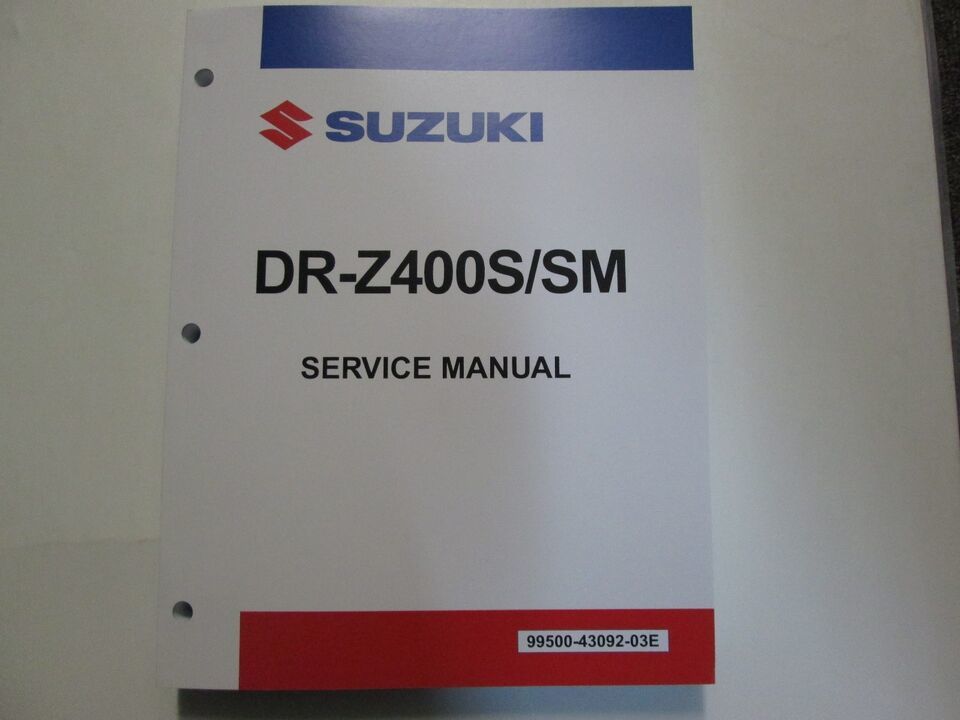 SUZUKI
DR-Z400S/SM
SERVICE MANUAL
99500-43092-03E